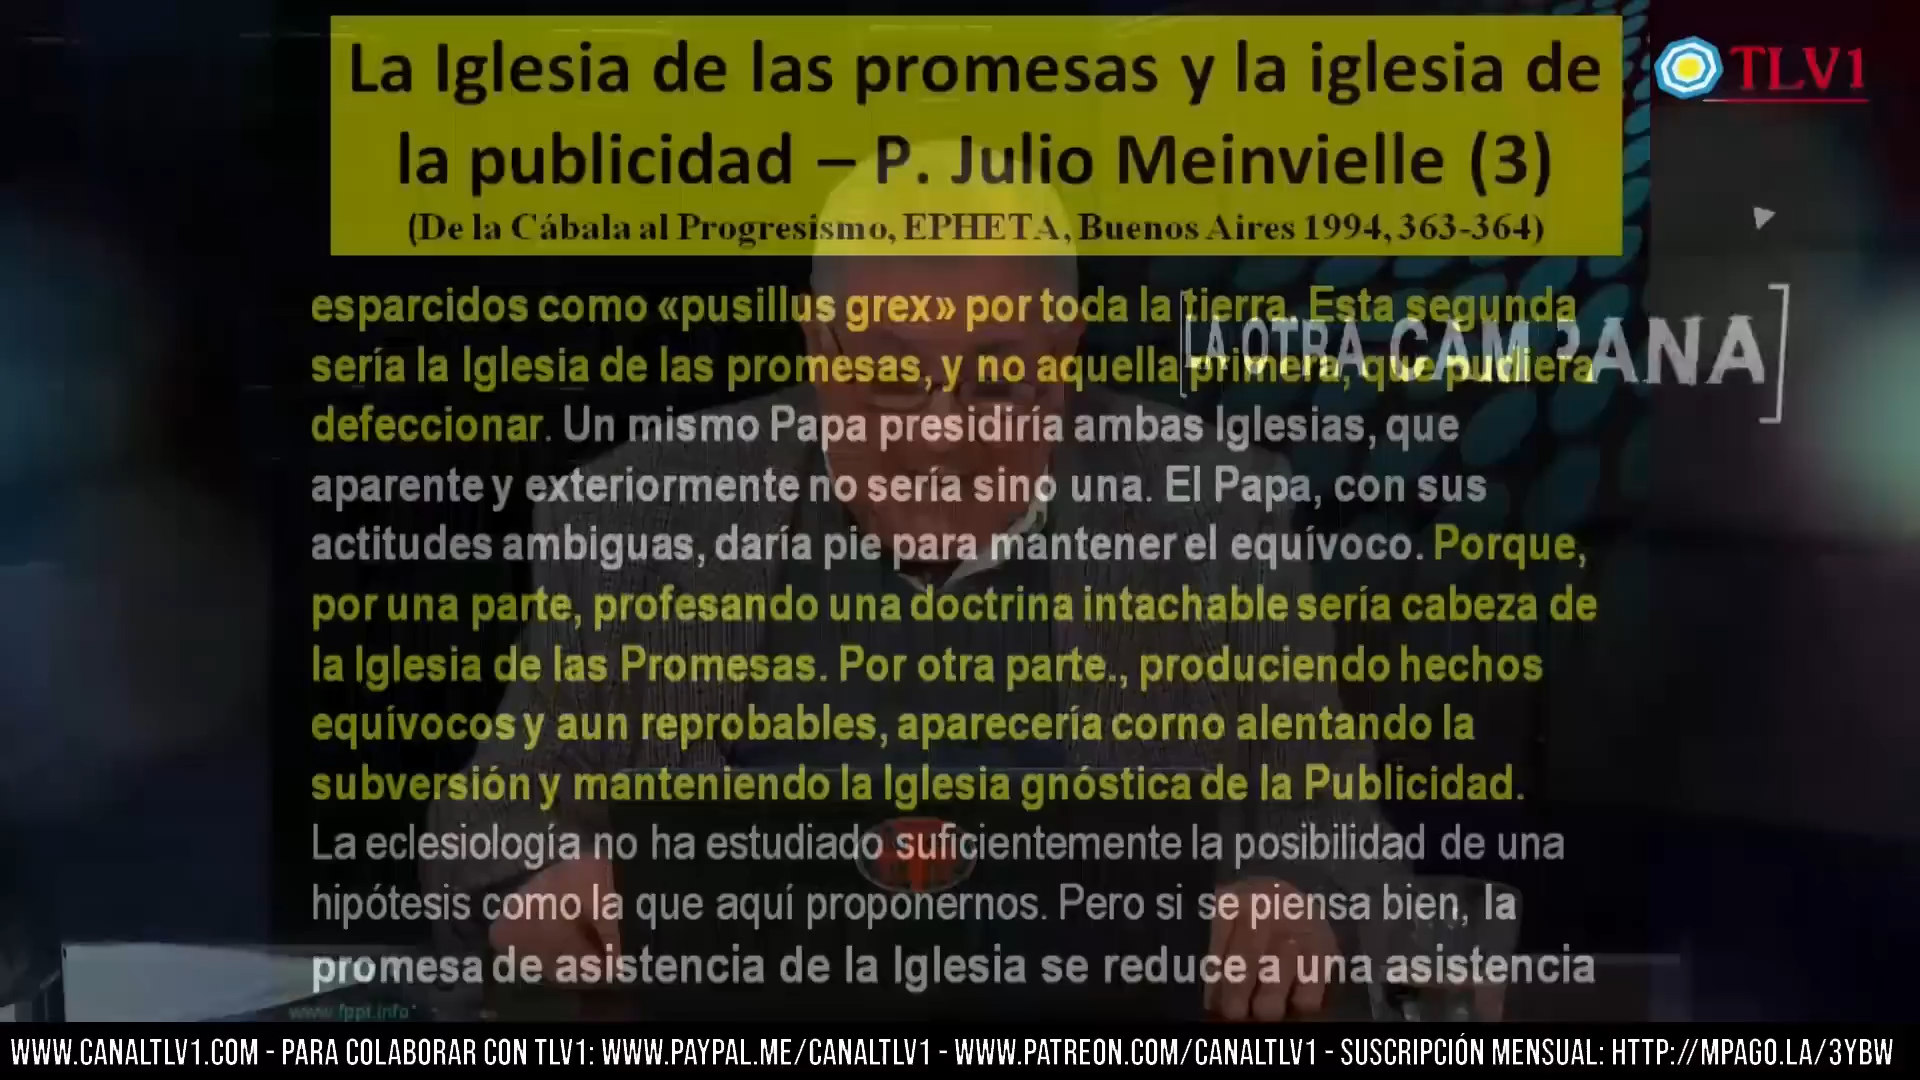 La Iglesia de las promesas y la iglesia de
la publicidad – P. Julio Meinvielle (3)
(De la Cábala al Progresismo, EPHETA, Buenos Aires 1994, 363-364)
TLV1
esparcidos como «pusillus grex» por toda la tierra. Esta segunda
sería la Iglesia de las promesas, y no aquella primera, que pudiera
defeccionar. Un mismo Papa presidiría ambas Iglesias, que
aparente y exteriormente no sería sino una. El Papa, con sus
actitudes ambiguas, daría pie para mantener el equívoco. Porque,
por una parte, profesando una doctrina intachable sería cabeza de
la Iglesia de las Promesas. Por otra parte., produciendo hechos
equívocos y aun reprobables, aparecería corno alentando la
subversión y manteniendo la Iglesia gnóstica de la Publicidad.
La eclesiología no ha estudiado suficientemente la posibilidad de una
hipótesis como la que aquí proponernos. Pero si se piensa bien, la
promesa de asistencia de la Iglesia se reduce a una asistencia
[LA OTRA CAMPANA]
www.fppt.info
WWW.CANALTLV1.COM - PARA COLABORAR CON TLV1: WWW.PAYPAL.ME/CANALTLV1 - WWW.PATREON.COM/CANALTLV1 - SUSCRIPCIÓN MENSUAL: HTTP://MPAGO.LA/3YBW